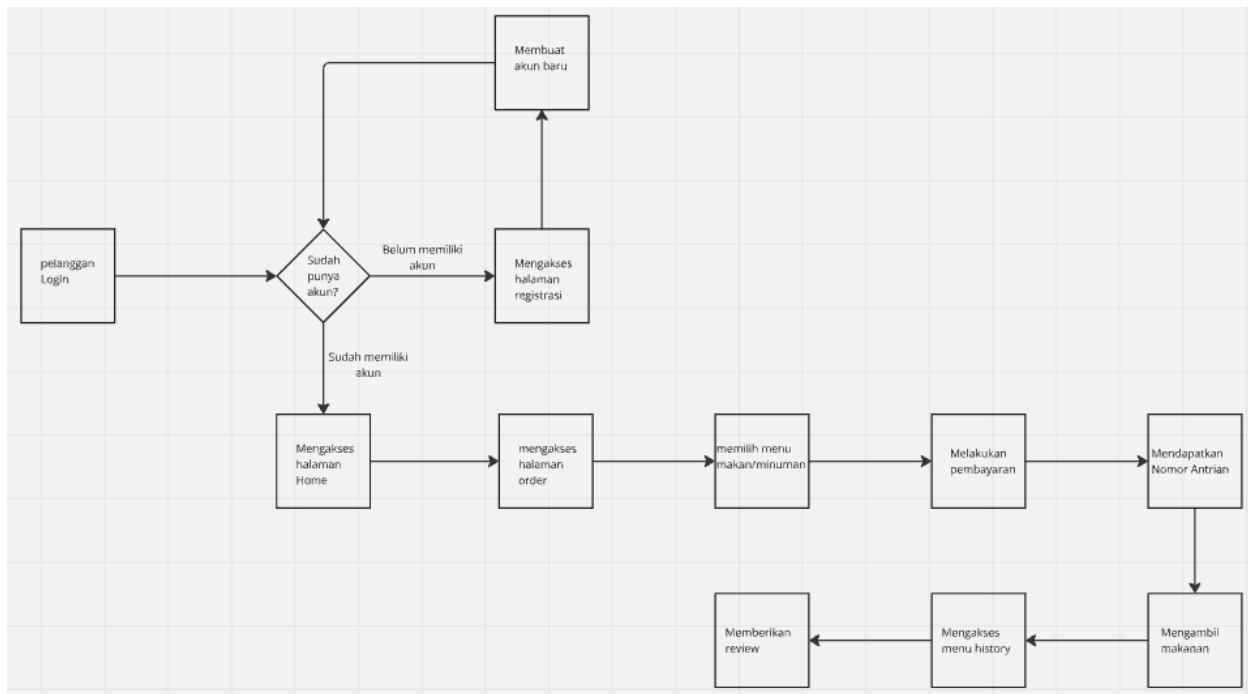 Membuat
akun baru
pelanggan
Login
Sudah
punya
akun?
Belum memiliki
akun
Mengakses
halaman
registrasi
Sudah memiliki
akun
Mengakses
halaman
Home
mengakses
halaman
order
memilih menu
makan/minuman
Melakukan
pembayaran
Mendapatkan
Nomor Antrian
Mengambil
makanan
Mengakses
menu history
Memberikan
review